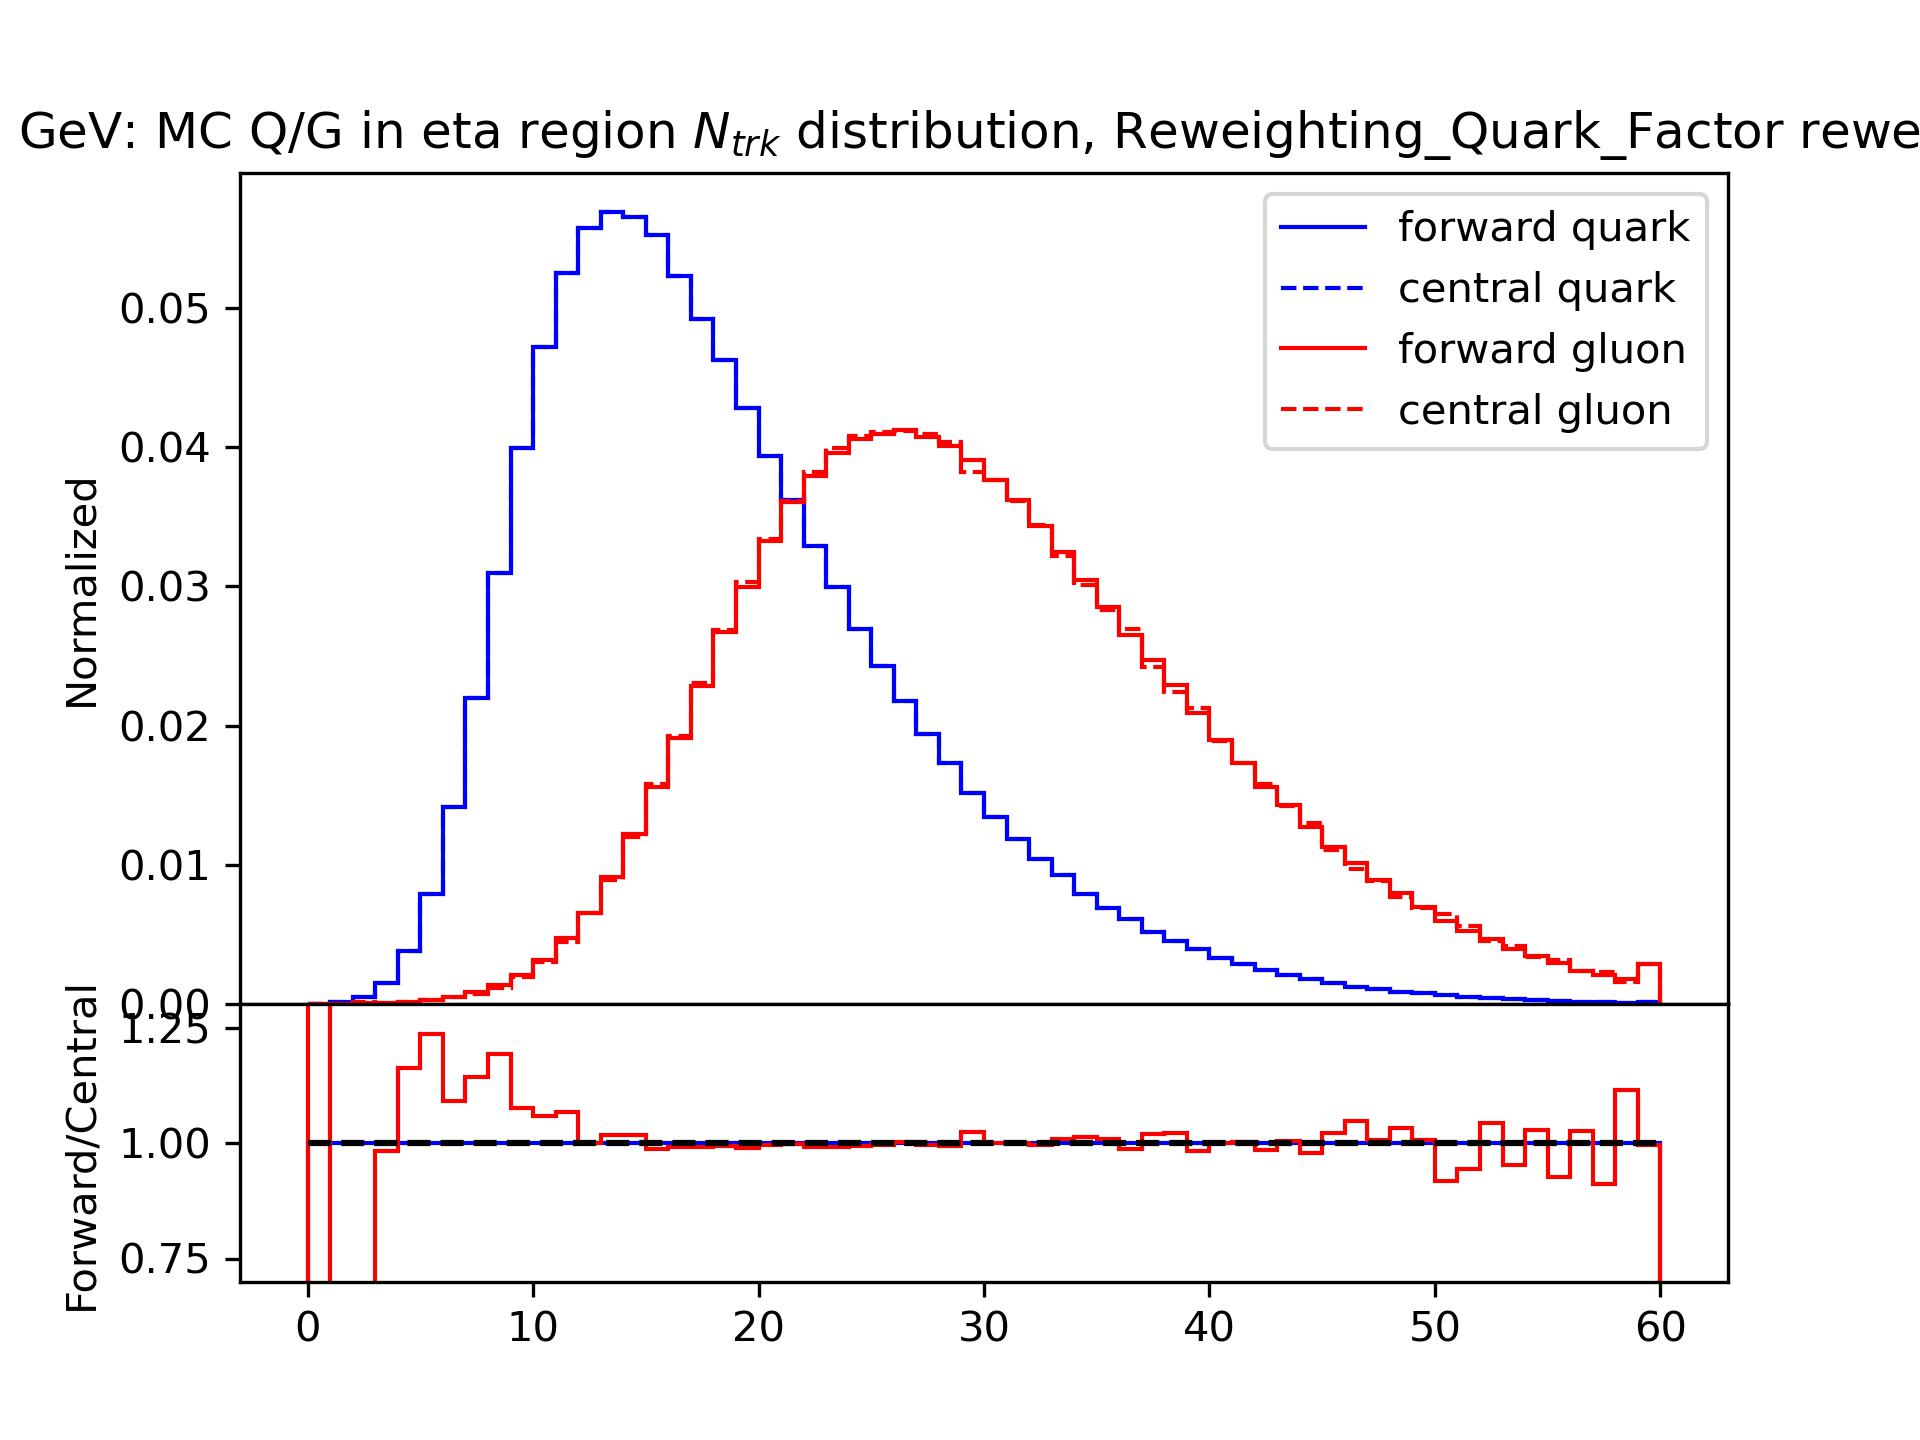 GeV: MC Q/G in eta region N_trk distribution, Reweighting_Quark_Factor rewe
forward quark
central quark
forward gluon
central gluon
Normalized
0.05
0.04
0.03
0.02
0.01
0.00
Forward/Central
1.25
1.00
0.75
0 10 20 30 40 50 60